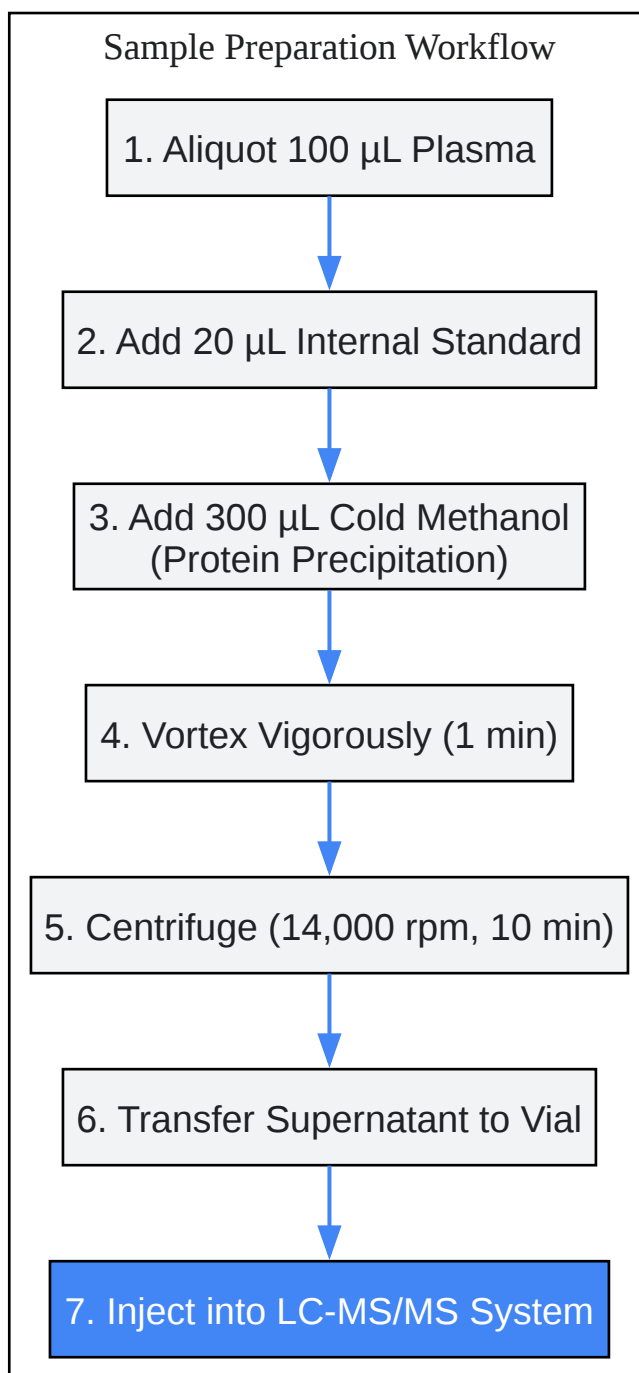 Sample Preparation Workflow
1. Aliquot 100 µL Plasma
2. Add 20 µL Internal Standard
3. Add 300 µL Cold Methanol
(Protein Precipitation)
4. Vortex Vigorously (1 min)
5. Centrifuge (14,000 rpm, 10 min)
6. Transfer Supernatant to Vial
7. Inject into LC-MS/MS System